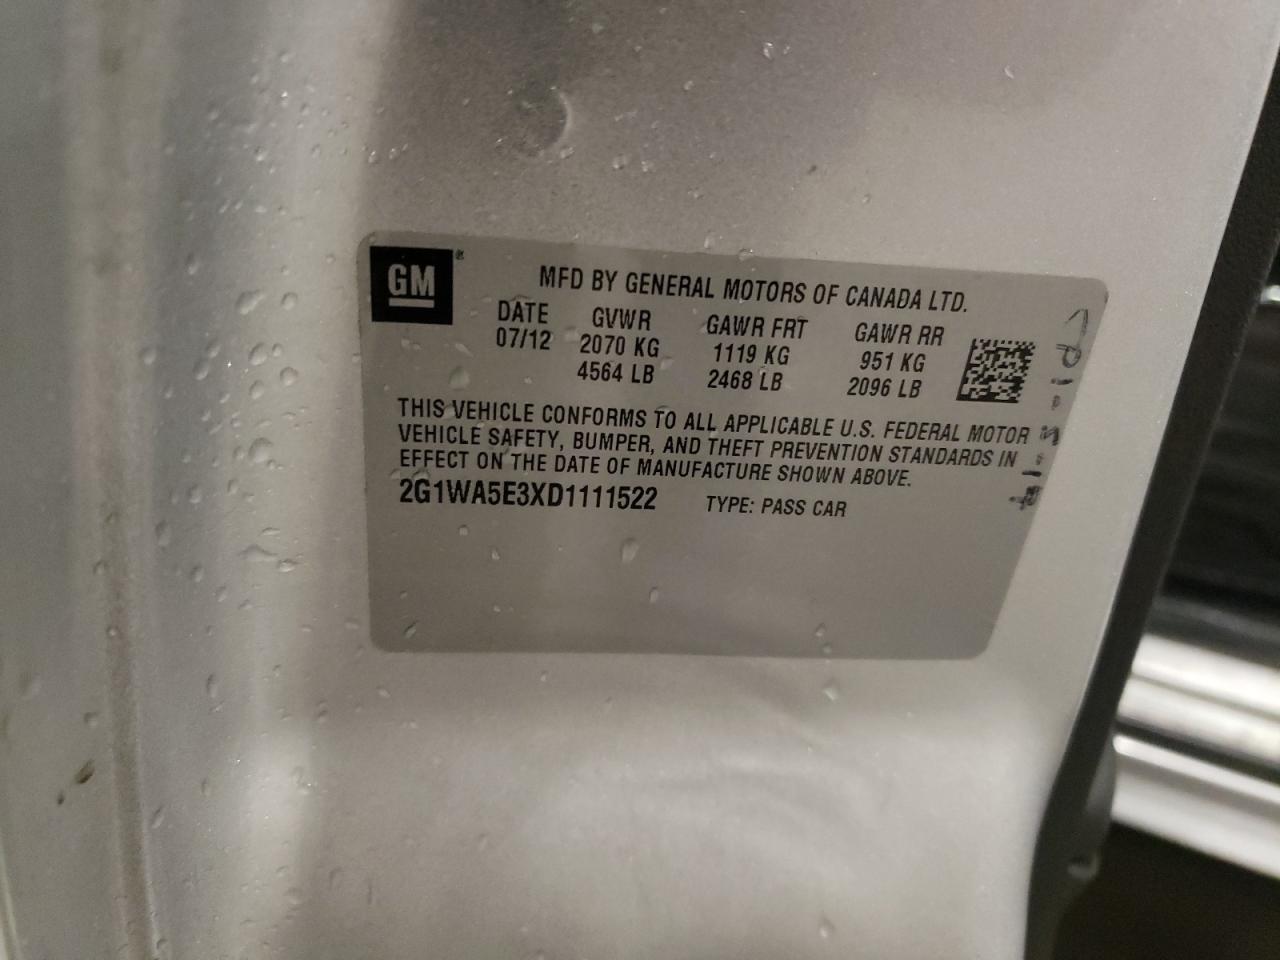 GM ®
MFD BY GENERAL MOTORS OF CANADA LTD.
DATE GVWR GAWR FRT GAWR RR
07/12 2070 KG 1119 KG 951 KG
4564 LB 2468 LB 2096 LB
THIS VEHICLE CONFORMS TO ALL APPLICABLE U.S. FEDERAL MOTOR
VEHICLE SAFETY, BUMPER, AND THEFT PREVENTION STANDARDS IN
EFFECT ON THE DATE OF MANUFACTURE SHOWN ABOVE.
2G1WA5E3XD1111522 TYPE: PASS CAR